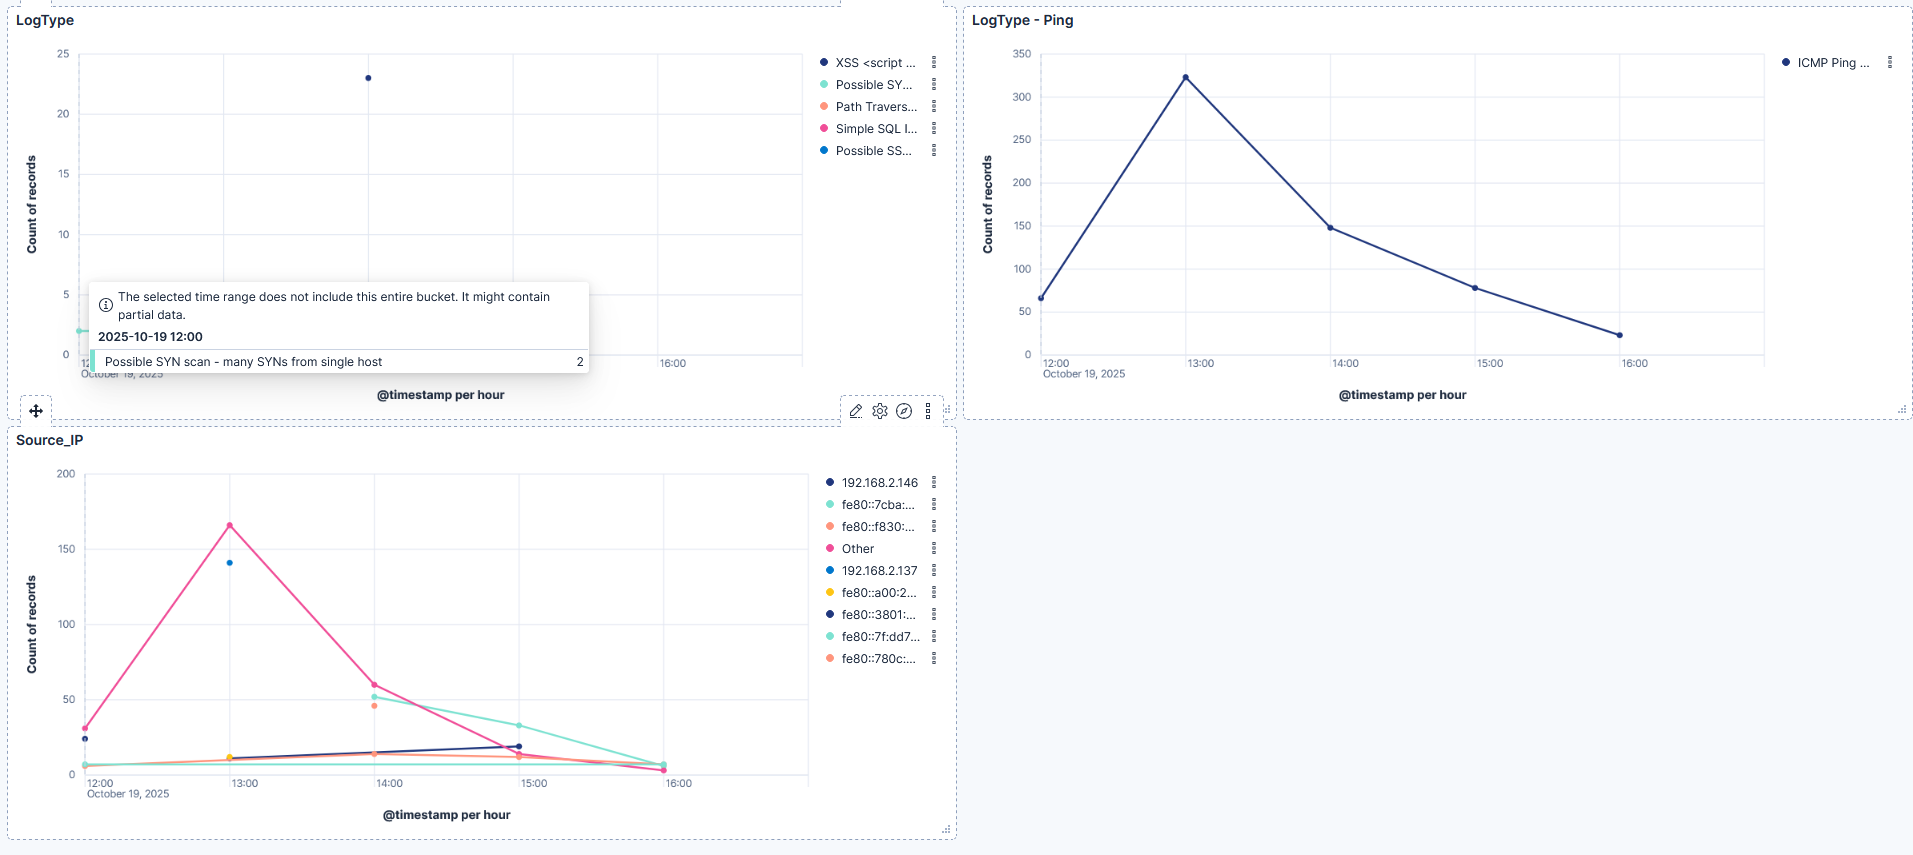 LogType
25
20
15
10
5
0
Count of records
The selected time range does not include this entire bucket. It might contain
partial data.
2025-10-19 12:00
Possible SYN scan - many SYNs from single host 2
16:00
October 19, 2025
@timestamp per hour
XSS <script ...
Possible SY...
Path Travers...
Simple SQL I...
Possible SS...
LogType - Ping
350
300
250
200
150
100
50
0
Count of records
12:00 13:00 14:00 15:00 16:00
October 19, 2025
@timestamp per hour
ICMP Ping ...
Source_IP
200
150
100
50
0
Count of records
12:00 13:00 14:00 15:00 16:00
October 19, 2025
@timestamp per hour
192.168.2.146
fe80::7cba:...
fe80::f830:...
Other
192.168.2.137
fe80::a00:2...
fe80::3801:...
fe80::7f:dd7...
fe80::780c:...